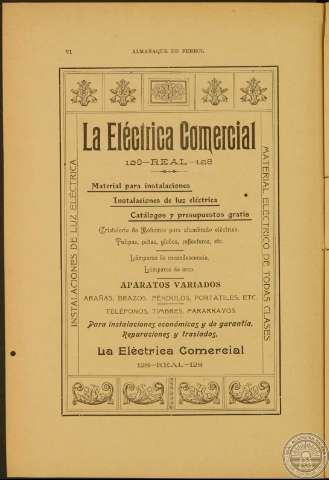 VI
ALMANAQUE DE FERROL
La Eléctrica Comercial
128-REAL-128
INSTALACIONES DE LUZ ELÉCTRICA
Material para instalaciones
Instalaciones de luz eléctrica
Catálogos y presupuestos gratis
Cristalería de Bohemia para alumbrado eléctrico.
Tulipas, piñas, globos, reflectores, etc.
Lámparas de incandescencia.
Lámparas de arco.
APARATOS VARIADOS
ARAÑAS, BRAZOS, PÉNDULOS, PORTATILES, ETC.
TELÉFONOS, TIMBRES, PARARRAYOS
Para instalaciones económicas y de garantía.
Reparaciones y traslados,
La Eléctrica Comercial
128-REAL-128
MATERIAL ELÉCTRICO DE TODAS CLASES